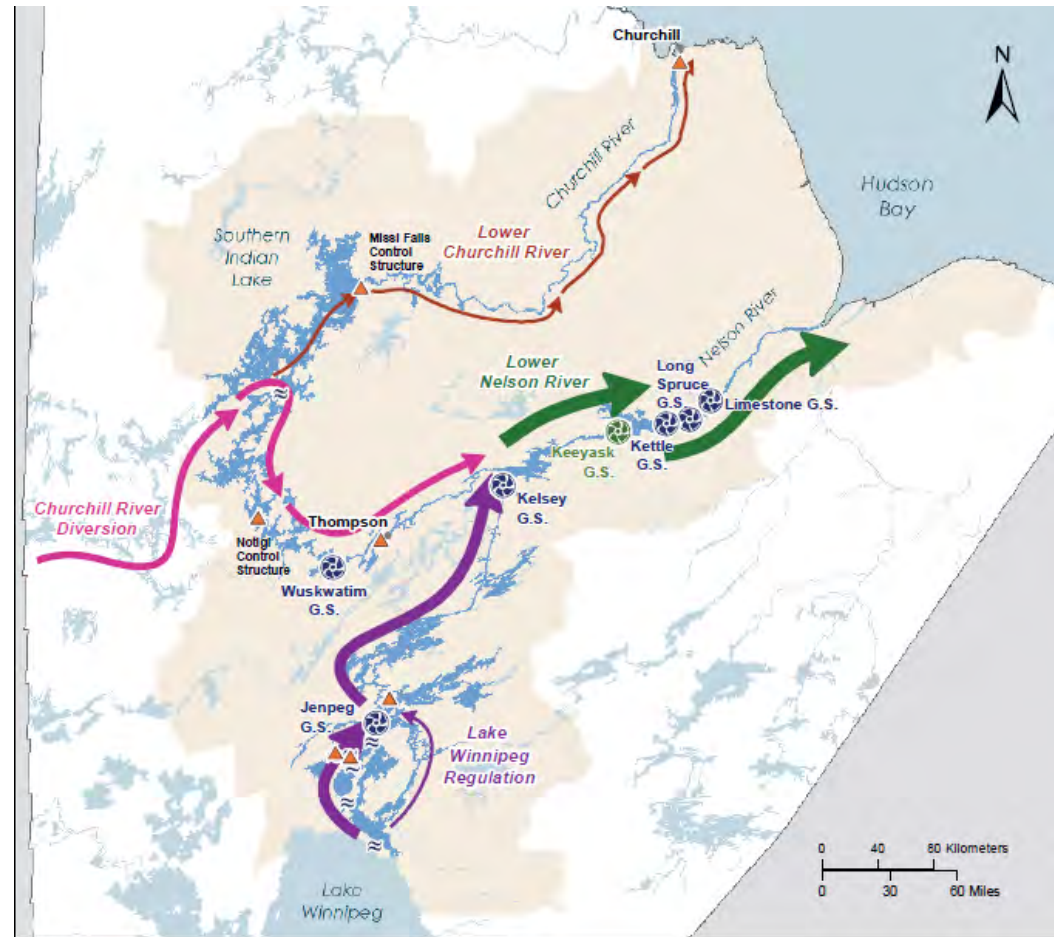 Churchill
N
Churchill River
Hudson
Bay
Southern
Indian
Lake
Missi Falls
Control
Structure
Lower
Churchill River
Nelson River
Lower
Nelson River
Long
Spruce
G.S.
Limestone G.S.
Keeyask
G.S.
Kettle
G.S.
Kelsey
G.S.
Churchill River
Diversion
Thompson
Notigi
Control
Structure
Wuskwatim
G.S.
Jenpeg
G.S.
Lake
Winnipeg
Regulation
Lake
Winnipeg
0 40 80 Kilometers
0 30 60 Miles